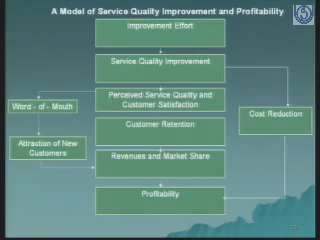 A Model of Service Quality Improvement and Profitability
Improvement Effort
Service Quality Improvement
Perceived Service Quality and
Customer Satisfaction
Word - of - Mouth
Cost Reduction
Customer Retention
Attraction of New
Customers
Revenues and Market Share
Profitability